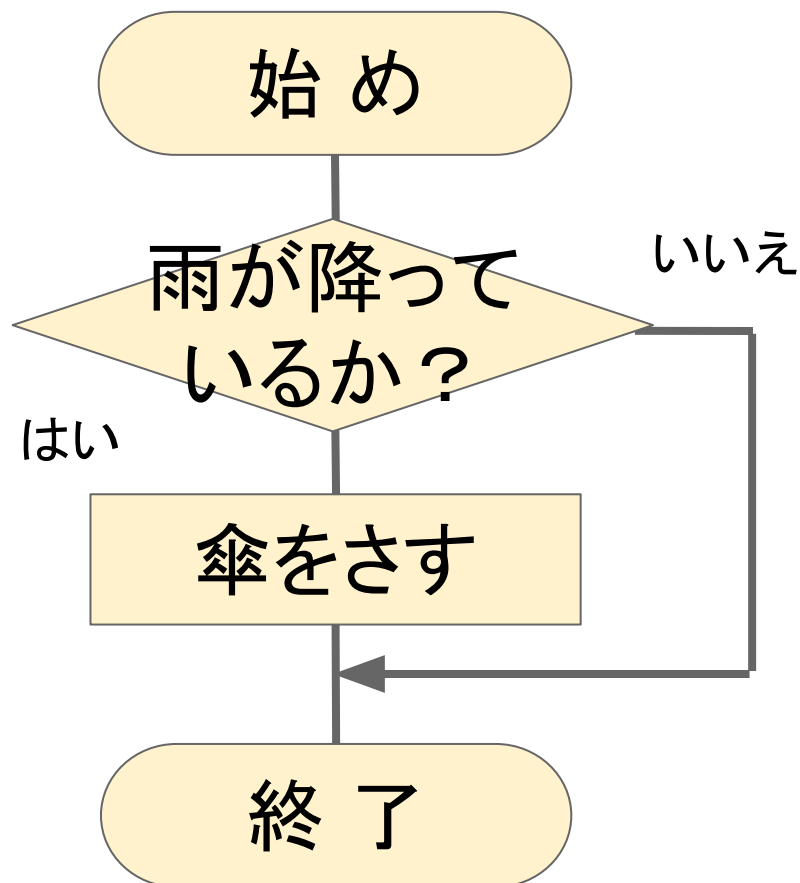 始 め
雨が降って
いるか？
いいえ
はい
傘をさす
終 了